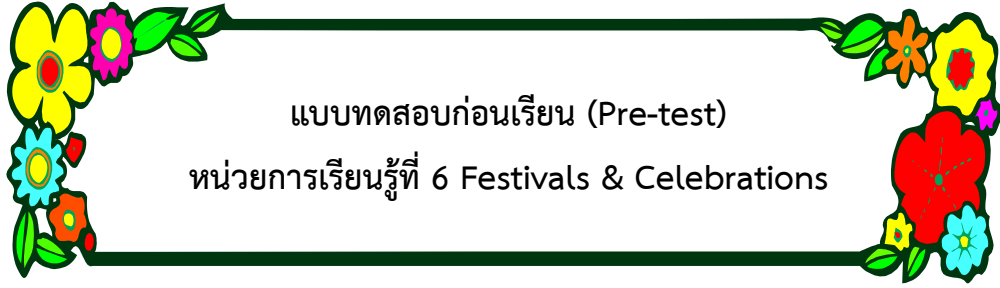 แบบทดสอบก่อนเรียน (Pre-test)
หน่วยการเรียนรู้ที่ 6 Festivals & Celebrations